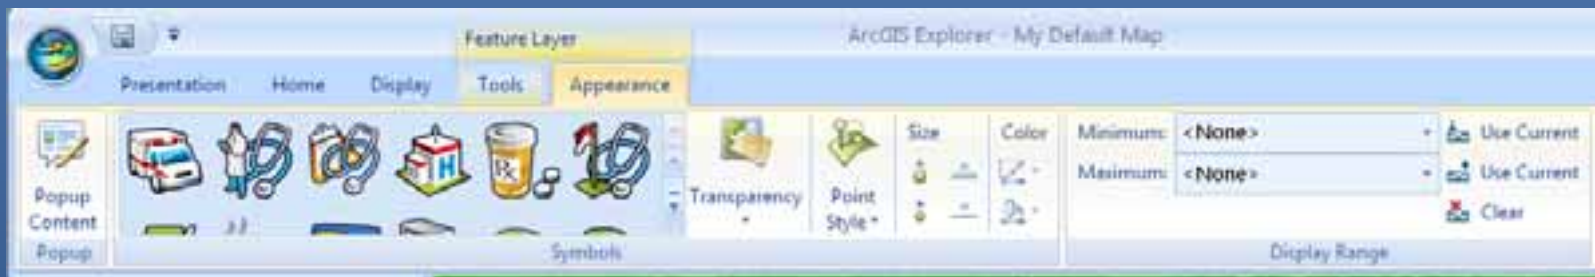 Feature Layer
ArcGIS Explorer - My Default Map
Presentation Home Display Tools Appearance
Popup Content
H
Rx
Transparency
Point Style
Size
Color
Minimum: <None> Use Current
Maximum: <None> Use Current
Clear
Popup Symbols Display Range